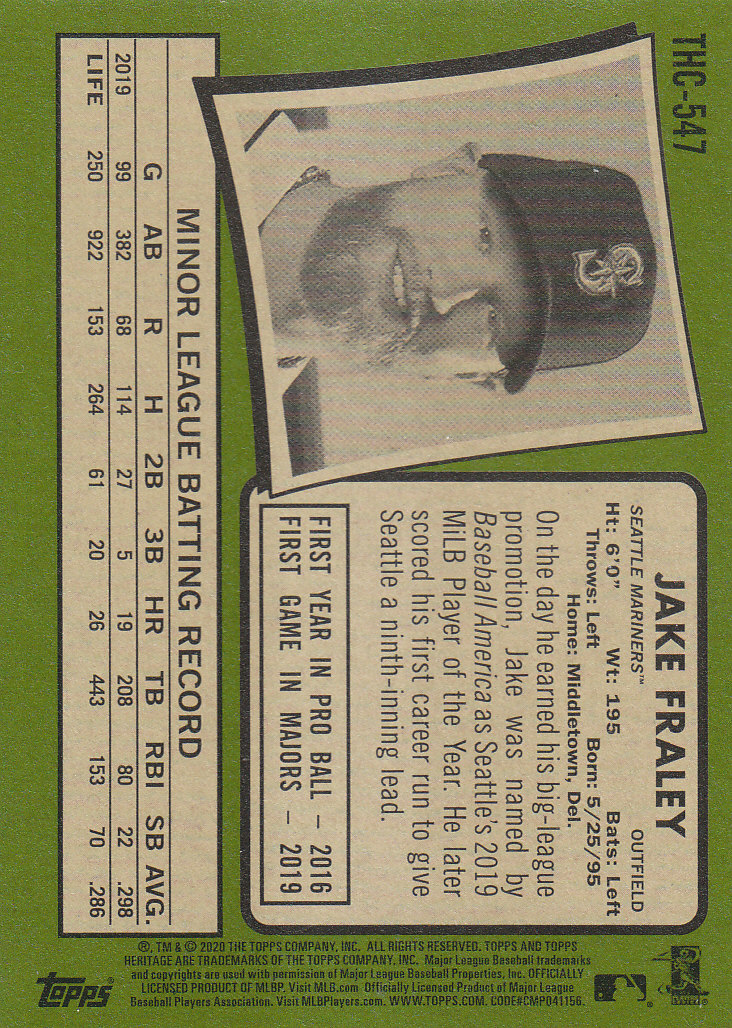 THC-547
JAKE FRALEY
SEATTLE MARINERS™ OUTFIELD
Ht: 6'0" Wt: 195 Bats: Left
Throws: Left Born: 5/25/95
Home: Middletown, Del.
On the day he earned his big-league
promotion, Jake was named by
Baseball America as Seattle's 2019
MiLB Player of the Year. He later
scored his first career run to give
Seattle a ninth-inning lead.
FIRST YEAR IN PRO BALL – 2016
FIRST GAME IN MAJORS – 2019
MINOR LEAGUE BATTING RECORD
G AB R H 2B 3B HR TB RBI SB AVG.
2019 99 382 68 114 27 5 19 208 80 22 .298
LIFE 250 922 153 264 61 20 26 443 153 70 .286
®, TM & © 2020 THE TOPPS COMPANY, INC. ALL RIGHTS RESERVED. TOPPS AND TOPPS
HERITAGE ARE TRADEMARKS OF THE TOPPS COMPANY, INC. Major League Baseball trademarks
and copyrights are used with permission of Major League Baseball Properties, Inc. OFFICIALLY
LICENSED PRODUCT OF MLBP. Visit MLB.com Officially Licensed Product of Major League
Baseball Players Association. Visit MLBPlayers.com. WWW.TOPPS.COM. CODE#CMP041156.
topps®